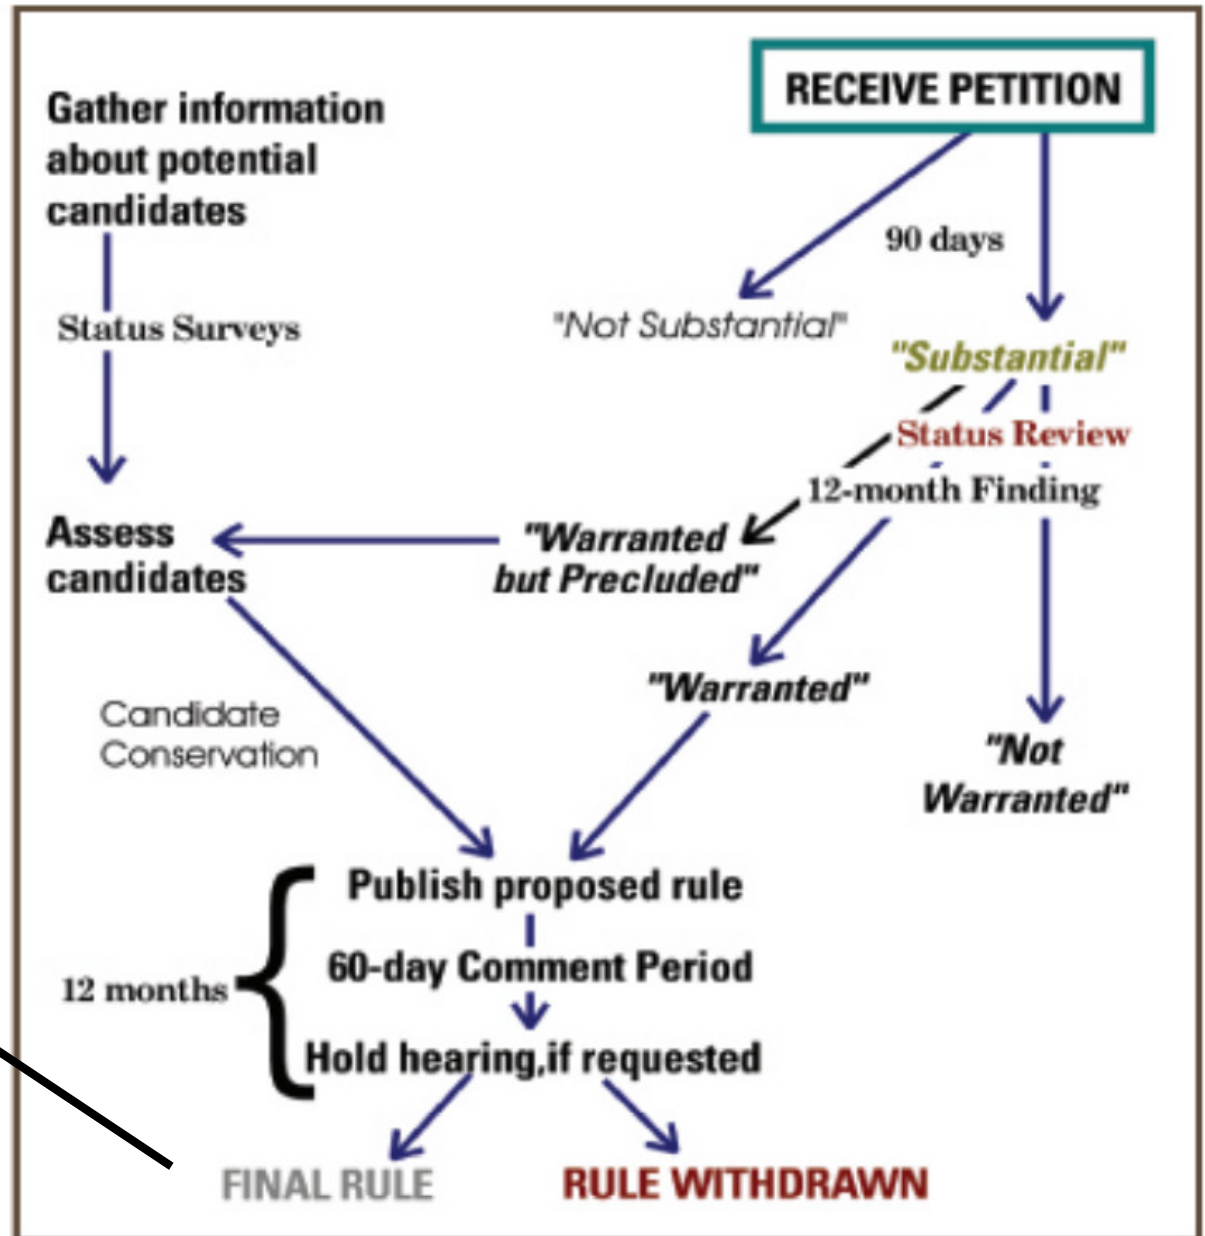 RECEIVE PETITION
Gather information
about potential
candidates
90 days
"Not Substantial"
Status Surveys
"Substantial"
Status Review
12-month Finding
Assess
candidates
"Warranted
but Precluded"
"Warranted"
Candidate
Conservation
"Not
Warranted"
Publish proposed rule
60-day Comment Period
12 months
Hold hearing,if requested
FINAL RULE
RULE WITHDRAWN